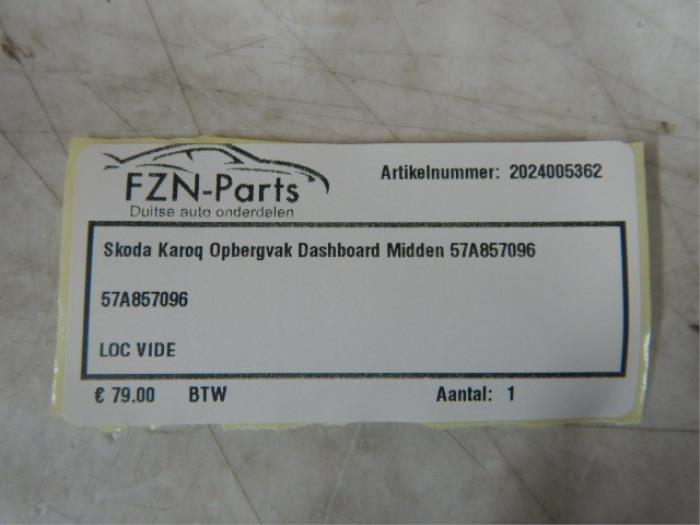 FZN-Parts
Duitse auto onderdelen
Artikelnummer: 2024005362
Skoda Karoq Opbergvak Dashboard Midden 57A857096
57A857096
LOC VIDE
€ 79.00 BTW Aantal: 1